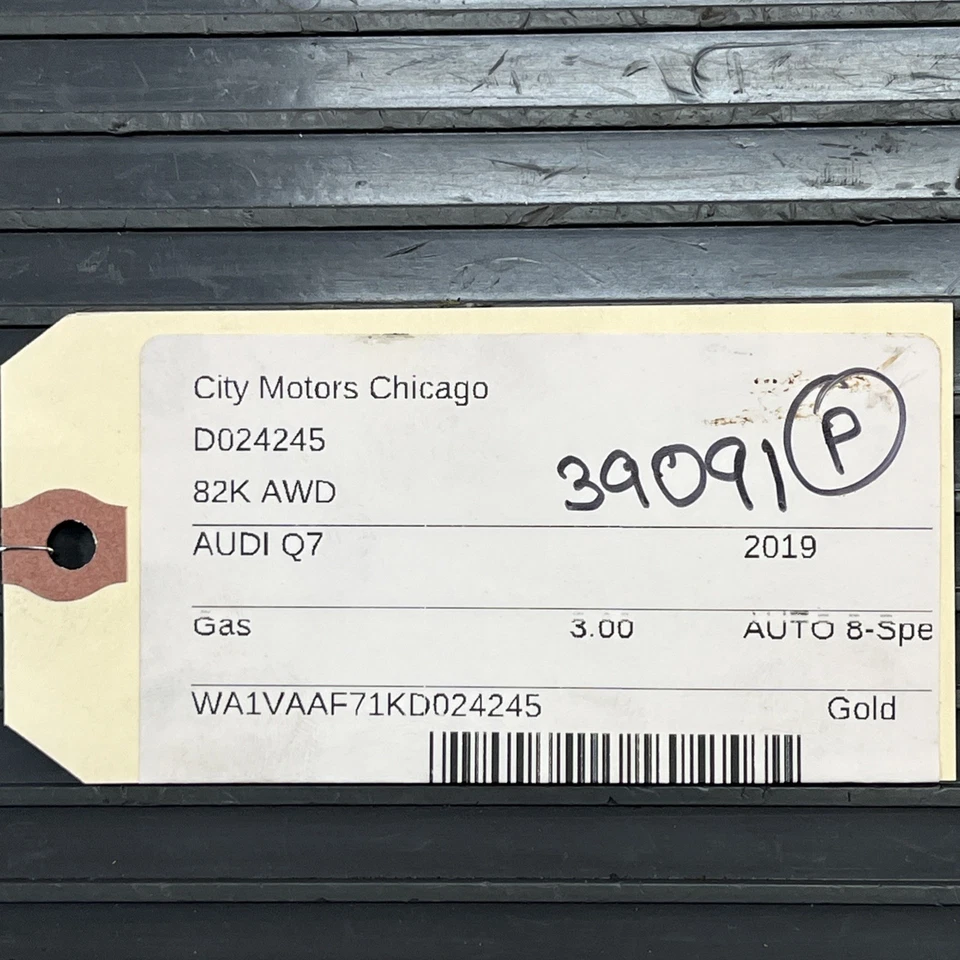 City Motors Chicago
D024245
82K AWD
39091 P
AUDI Q7 2019
Gas 3.00 AUTO 8-Spe
WA1VAAF71KD024245 Gold